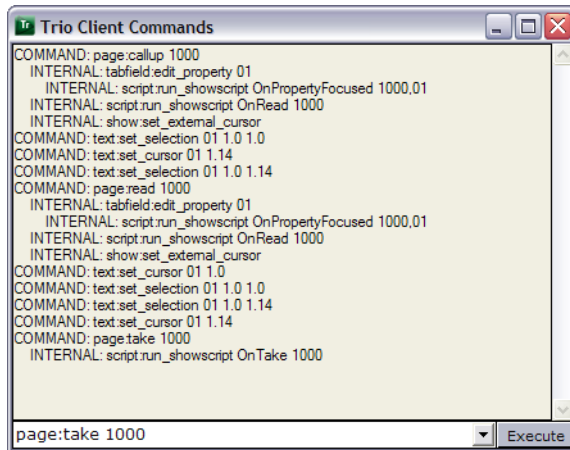 Tr Trio Client Commands
COMMAND: page:callup 1000
INTERNAL: tabfield:edit_property 01
INTERNAL: script:run_showscript OnPropertyFocused 1000,01
INTERNAL: script:run_showscript OnRead 1000
INTERNAL: show:set_external_cursor
COMMAND: text:set_selection 01 1.0 1.0
COMMAND: text:set_cursor 01 1.14
COMMAND: text:set_selection 01 1.0 1.14
COMMAND: page:read 1000
INTERNAL: tabfield:edit_property 01
INTERNAL: script:run_showscript OnPropertyFocused 1000,01
INTERNAL: script:run_showscript OnRead 1000
INTERNAL: show:set_external_cursor
COMMAND: text:set_cursor 01 1.0
COMMAND: text:set_selection 01 1.0 1.0
COMMAND: text:set_selection 01 1.0 1.14
COMMAND: text:set_cursor 01 1.14
COMMAND: page:take 1000
INTERNAL: script:run_showscript OnTake 1000
page:take 1000 Execute